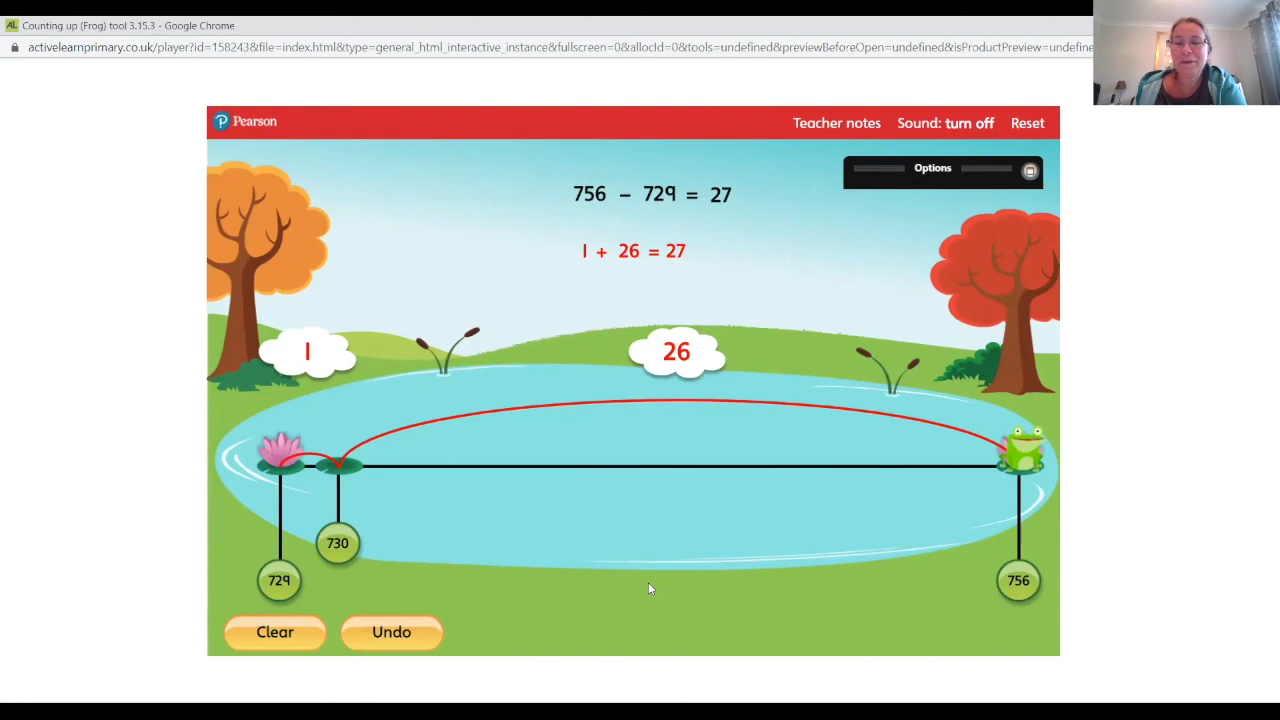 Counting up (Frog) tool 3.15.3 - Google Chrome
activelearnprimary.co.uk/player?id=158243&file=index.html&type=general_html_interactive_instance&fullscreen=0&allocId=0&tools=undefined&previewBeforeOpen=undefined&isProductPreview=undefine
Pearson
Teacher notes Sound: turn off Reset
Options
756 – 729 = 27
1 + 26 = 27
1 26
730
729 756
Clear Undo